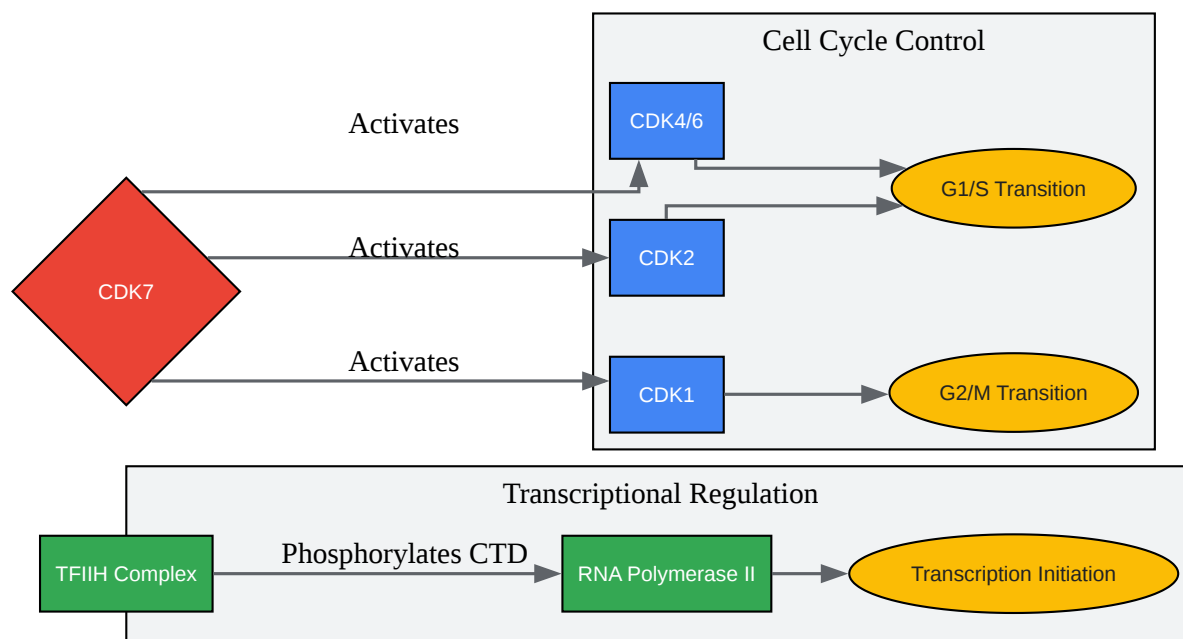 Cell Cycle Control
Activates
CDK4/6
G1/S Transition
Activates
CDK2
CDK7
Activates
CDK1
G2/M Transition
Transcriptional Regulation
TFIIH Complex
Phosphorylates CTD
RNA Polymerase II
Transcription Initiation